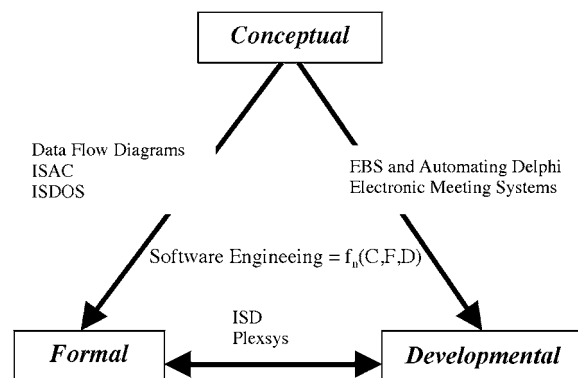 Conceptual
Data Flow Diagrams
ISAC
ISDOS
EBS and Automating Delphi
Electronic Meeting Systems
Software Engineeing = fn(C,F,D)
ISD
Plexsys
Formal
Developmental